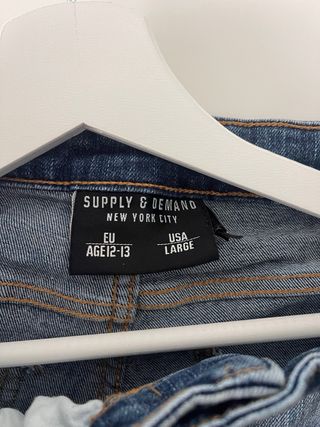 SUPPLY & DEMAND
NEW YORK CITY
EU USA
AGE12-13 LARGE